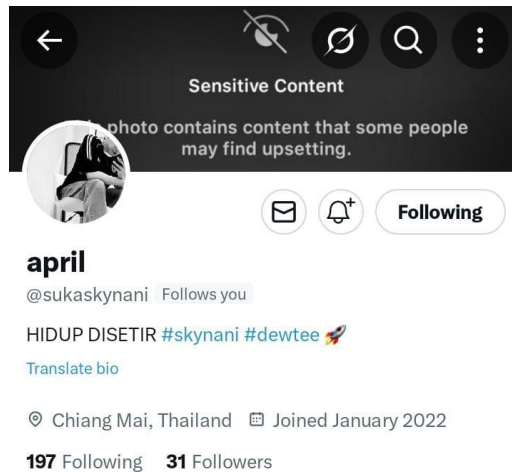 Sensitive Content
photo contains content that some people
may find upsetting.
Following
april
@sukaskynani Follows you
HIDUP DISETIR #skynani #dewtee 🚀
Translate bio
Chiang Mai, Thailand Joined January 2022
197 Following 31 Followers